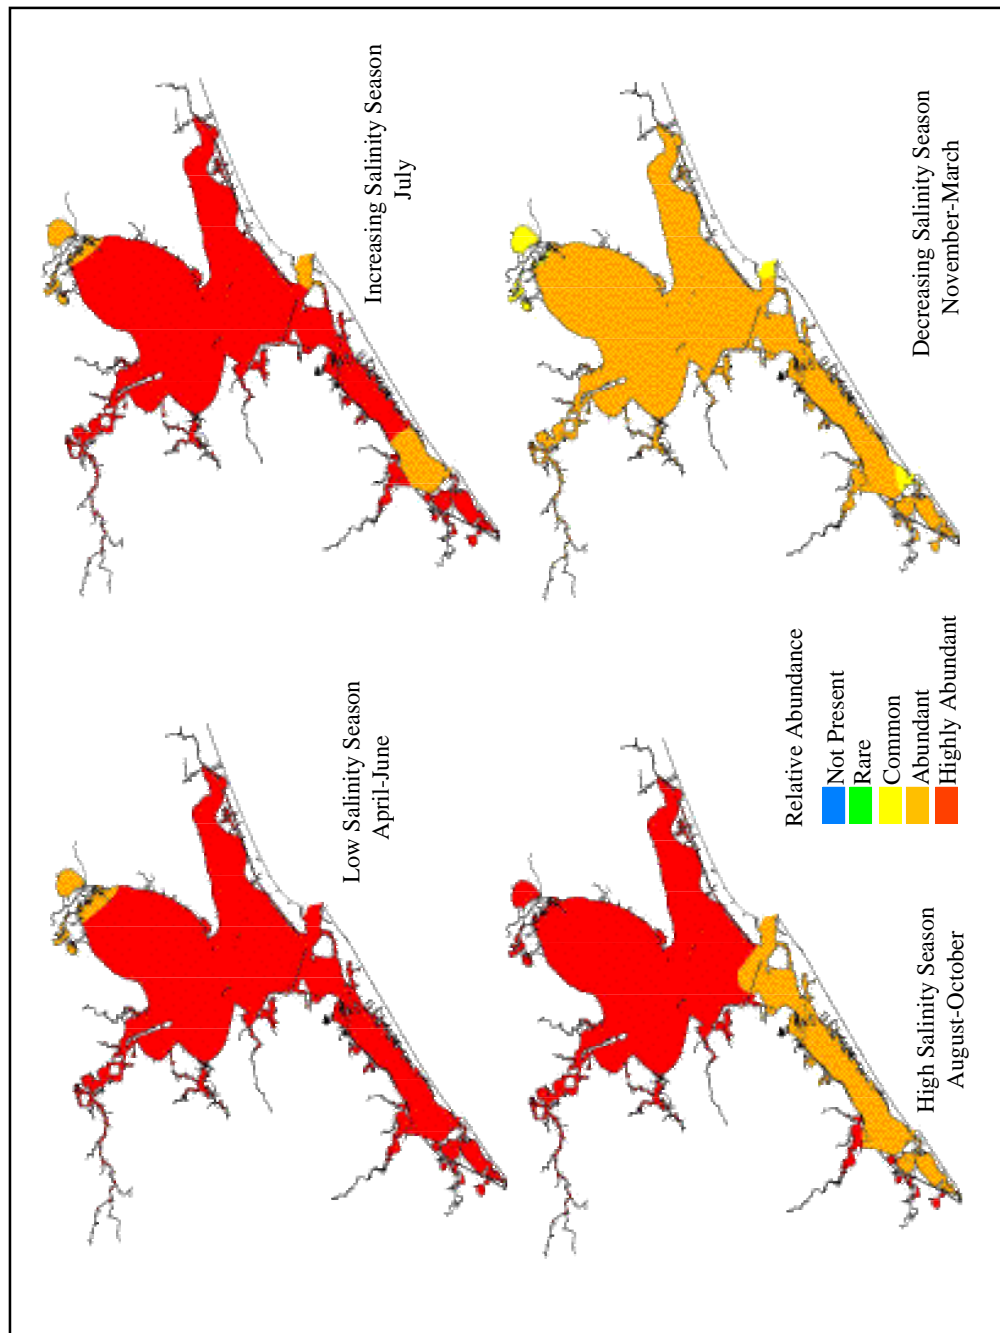 Low Salinity Season
April-June
Increasing Salinity Season
July
High Salinity Season
August-October
Relative Abundance
Not Present
Rare
Common
Abundant
Highly Abundant
Decreasing Salinity Season
November-March